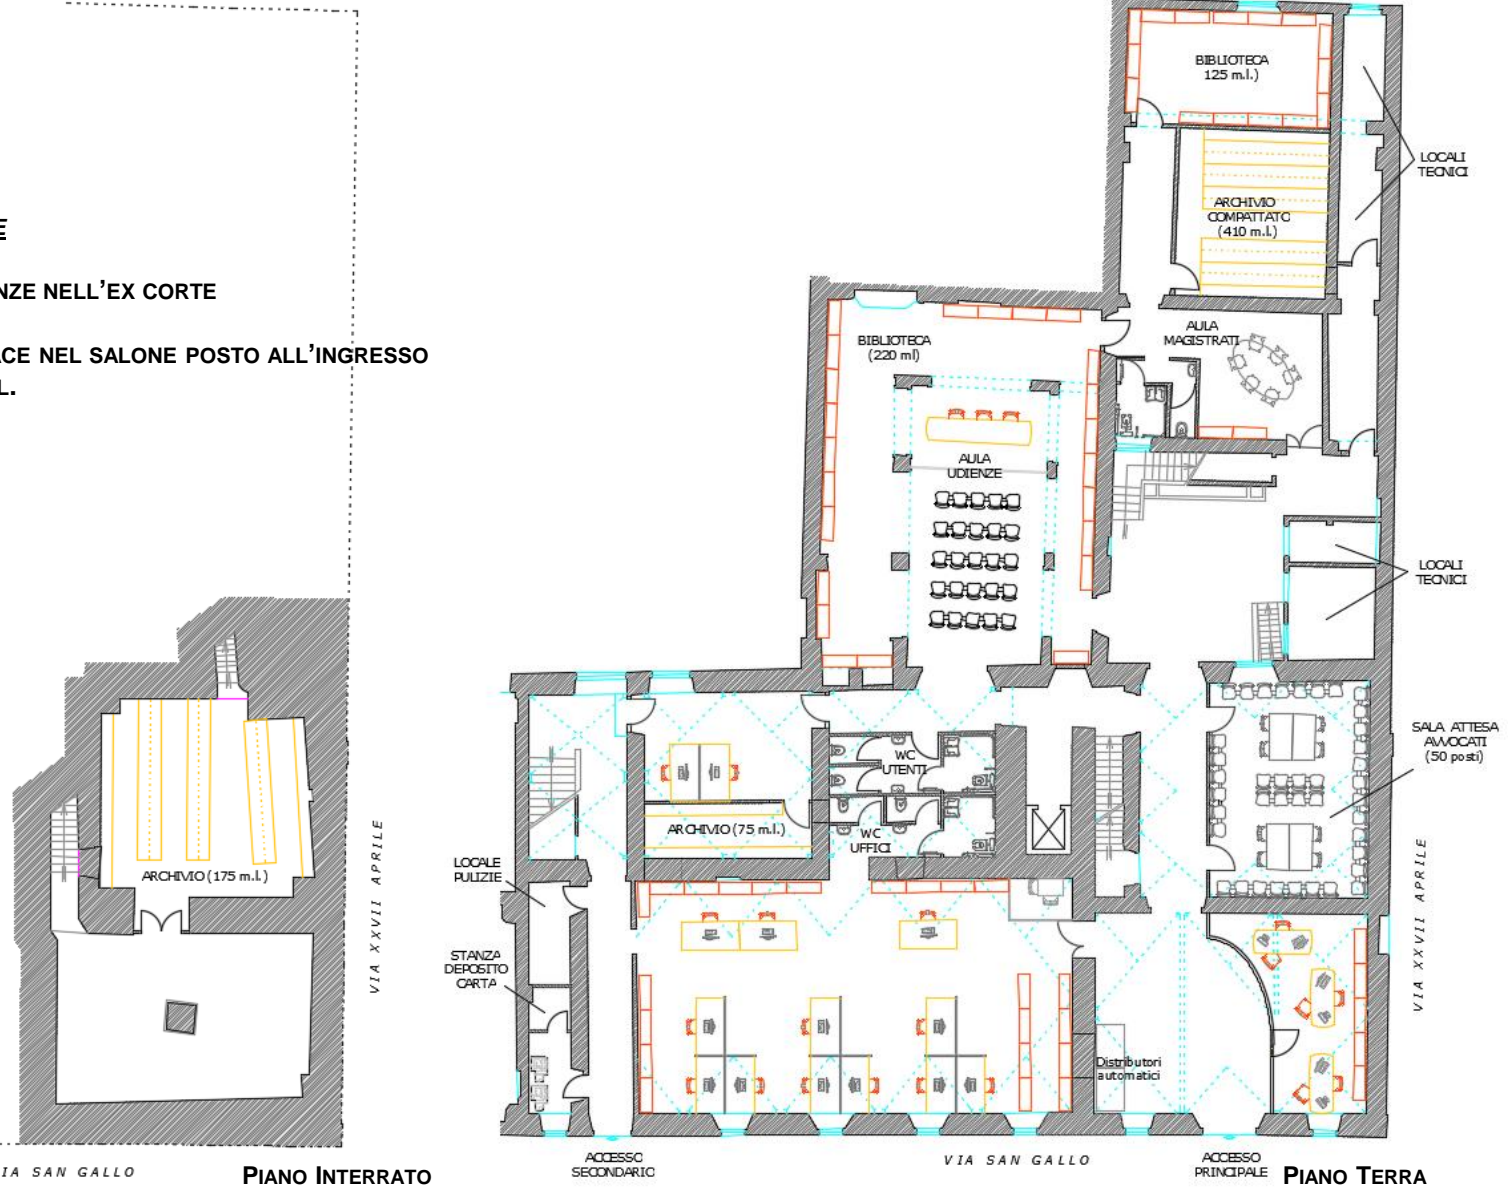 E
NZE NELL'EX CORTE
ACE NEL SALONE POSTO ALL'INGRESSO
L.
ARCHIVIO (175 m.l.)
VIA XXVII APRILE
IA SAN GALLO
PIANO INTERRATO
BIBLIOTECA
125 m.l.)
LOCALI
TECNICI
ARCHIVIO
COMPATTATO
(410 m.l.)
AULA
MAGISTRATI
BIBLIOTECA
(220 ml)
AULA
UDIENZE
LOCALI
TECNICI
SALA ATTESA
AVVOCATI
(50 posti)
WC
UTENTI
ARCHIVIO (75 m.l.)
WC
UFFICI
LOCALE
PULIZIE
STANZA
DEPOSITO
CARTA
VIA XXVII APRILE
Distributori
automatici
ACCESSO
SECONDARIO
VIA SAN GALLO
ACCESSO
PRINCIPALE
PIANO TERRA